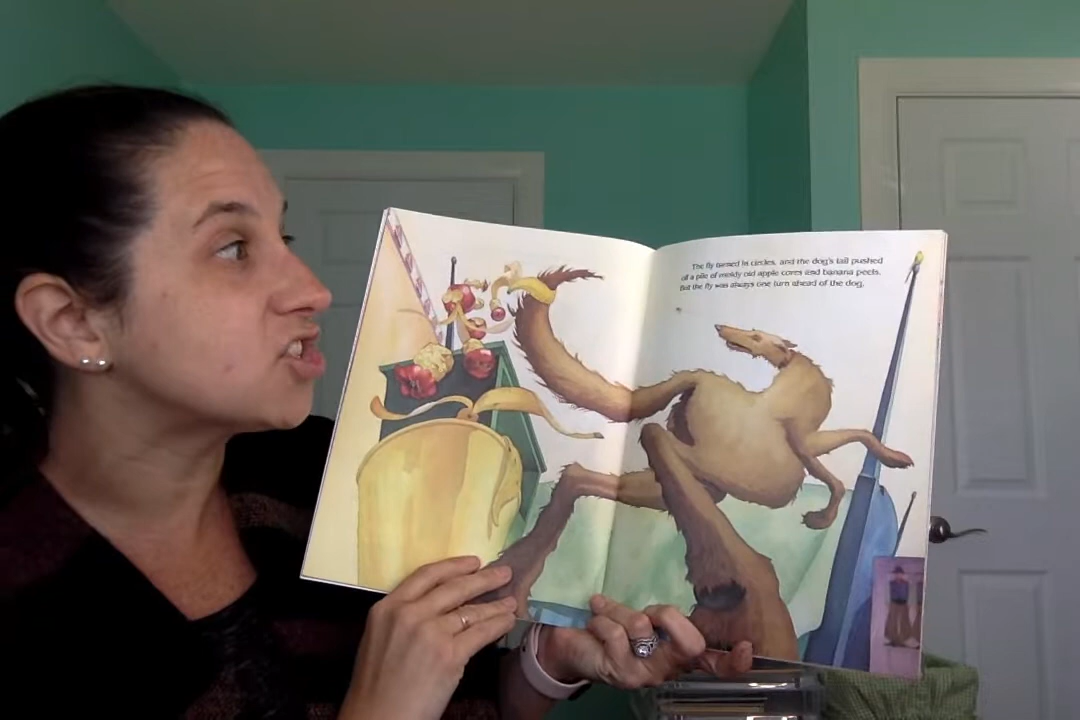 The fly turned in circles, and the dog's tail pushed
off a pile of moldy old apple cores and banana peels.
But the fly was always one turn ahead of the dog.